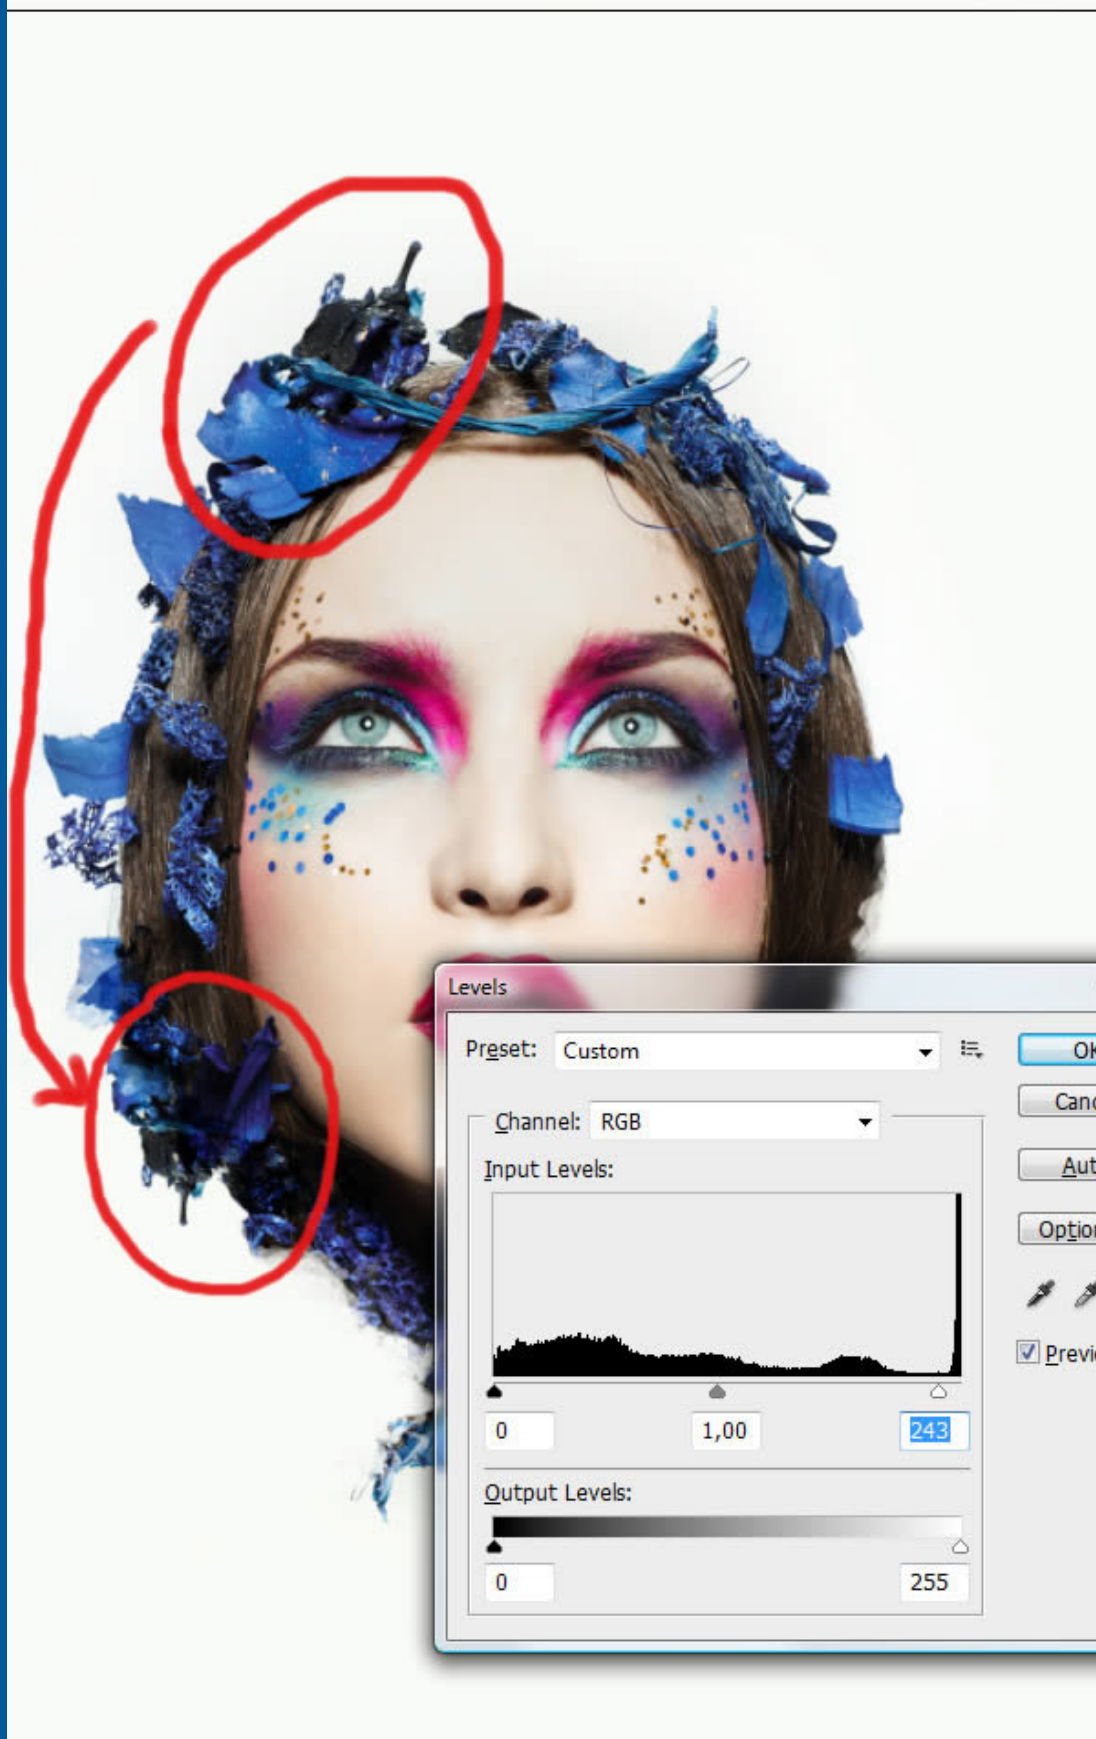 Levels
Preset: Custom
Channel: RGB
Input Levels:
0 1,00 243
Output Levels:
0 255